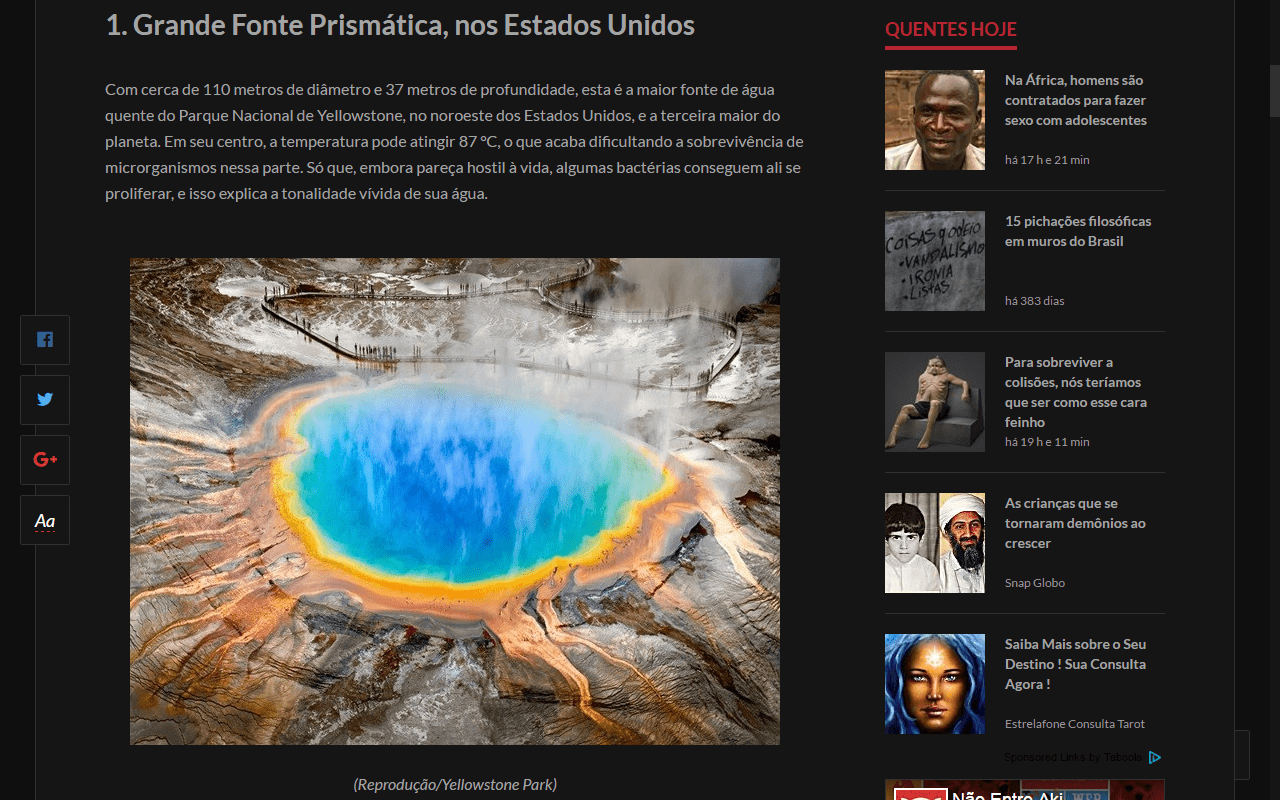 1. Grande Fonte Prismática, nos Estados Unidos
Com cerca de 110 metros de diâmetro e 37 metros de profundidade, esta é a maior fonte de água
quente do Parque Nacional de Yellowstone, no noroeste dos Estados Unidos, e a terceira maior do
planeta. Em seu centro, a temperatura pode atingir 87 °C, o que acaba dificultando a sobrevivência de
microrganismos nessa parte. Só que, embora pareça hostil à vida, algumas bactérias conseguem ali se
proliferar, e isso explica a tonalidade vívida de sua água.
(Reprodução/Yellowstone Park)
G+
Aa
QUENTES HOJE
Na África, homens são
contratados para fazer
sexo com adolescentes
há 17 h e 21 min
COISAS q odEIO
• VANDALISMO
• IRONIA
• LISTAS
15 pichações filosóficas
em muros do Brasil
há 383 dias
Para sobreviver a
colisões, nós teríamos
que ser como esse cara
feinho
há 19 h e 11 min
As crianças que se
tornaram demônios ao
crescer
Snap Globo
Saiba Mais sobre o Seu
Destino ! Sua Consulta
Agora !
Estrelafone Consulta Tarot
Sponsored Links by Taboola
Não Entre Aki